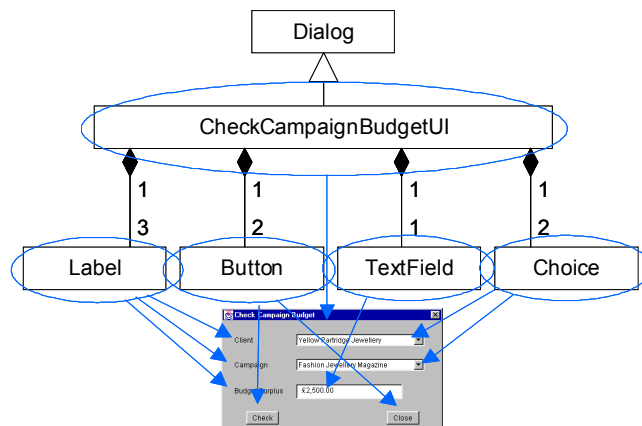 Dialog
CheckCampaignBudgetUI
1 1 1 1
3 2 1 2
Label Button TextField Choice
Check Campaign Budget
Client Yellow Partridge Jewellery
Campaign Fashion Jewellery Magazine
Budget Surplus £2,500.00
Check Close